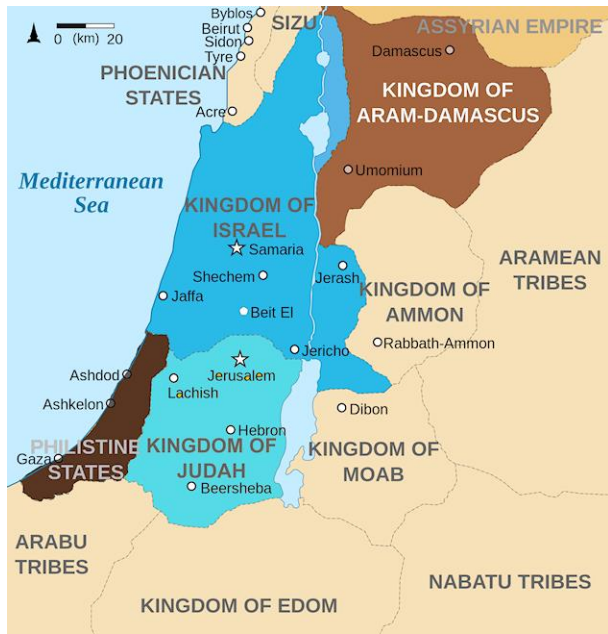 Byblos
SIZU
ASSYRIAN EMPIRE
0 (km) 20
Beirut
Sidon
Damascus
Tyre
PHOENICIAN
STATES
KINGDOM OF
ARAM-DAMASCUS
Acre
Mediterranean
Sea
Umomium
KINGDOM OF
ISRAEL
Samaria
ARAMEAN
TRIBES
Shechem
Jerash
Jaffa
KINGDOM OF
AMMON
Beit El
Rabbath-Ammon
Jericho
Jerusalem
Ashdod
Lachish
Ashkelon
Dibon
Hebron
PHILISTINE
STATES
Gaza
KINGDOM OF
JUDAH
KINGDOM OF
MOAB
Beersheba
ARABU
TRIBES
NABATU TRIBES
KINGDOM OF EDOM